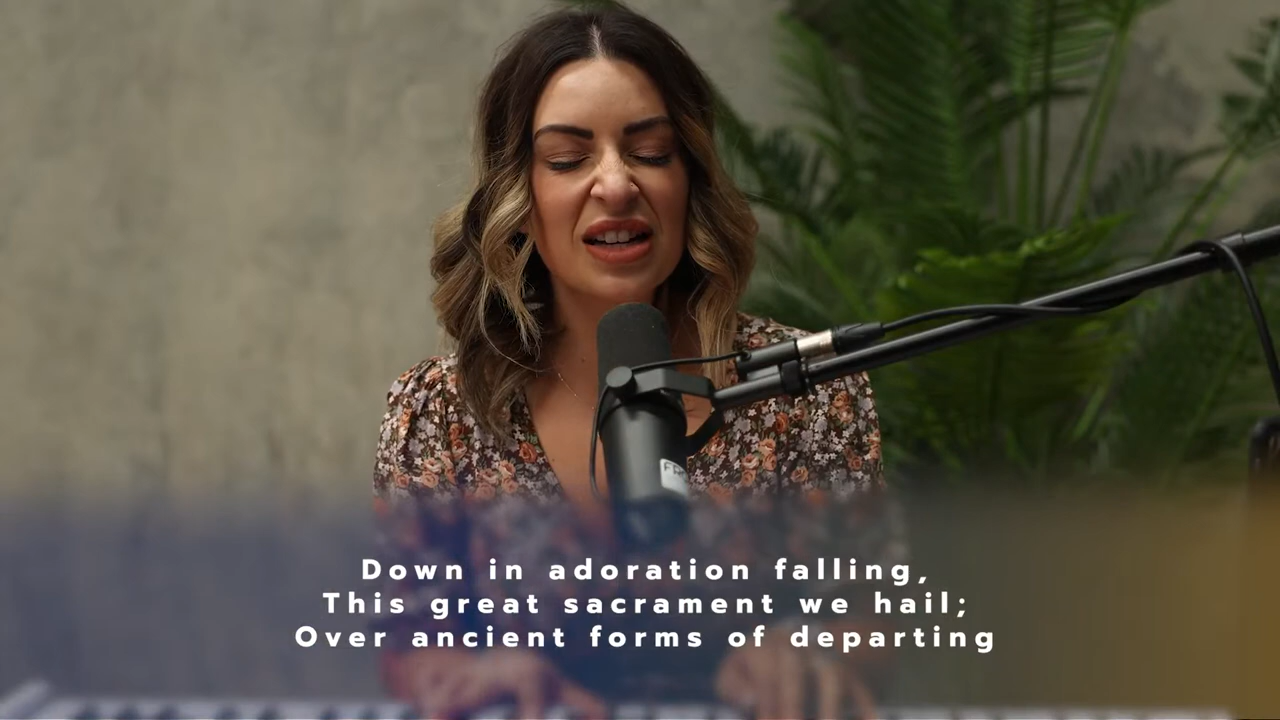 Down in adoration falling,
This great sacrament we hail;
Over ancient forms of departing